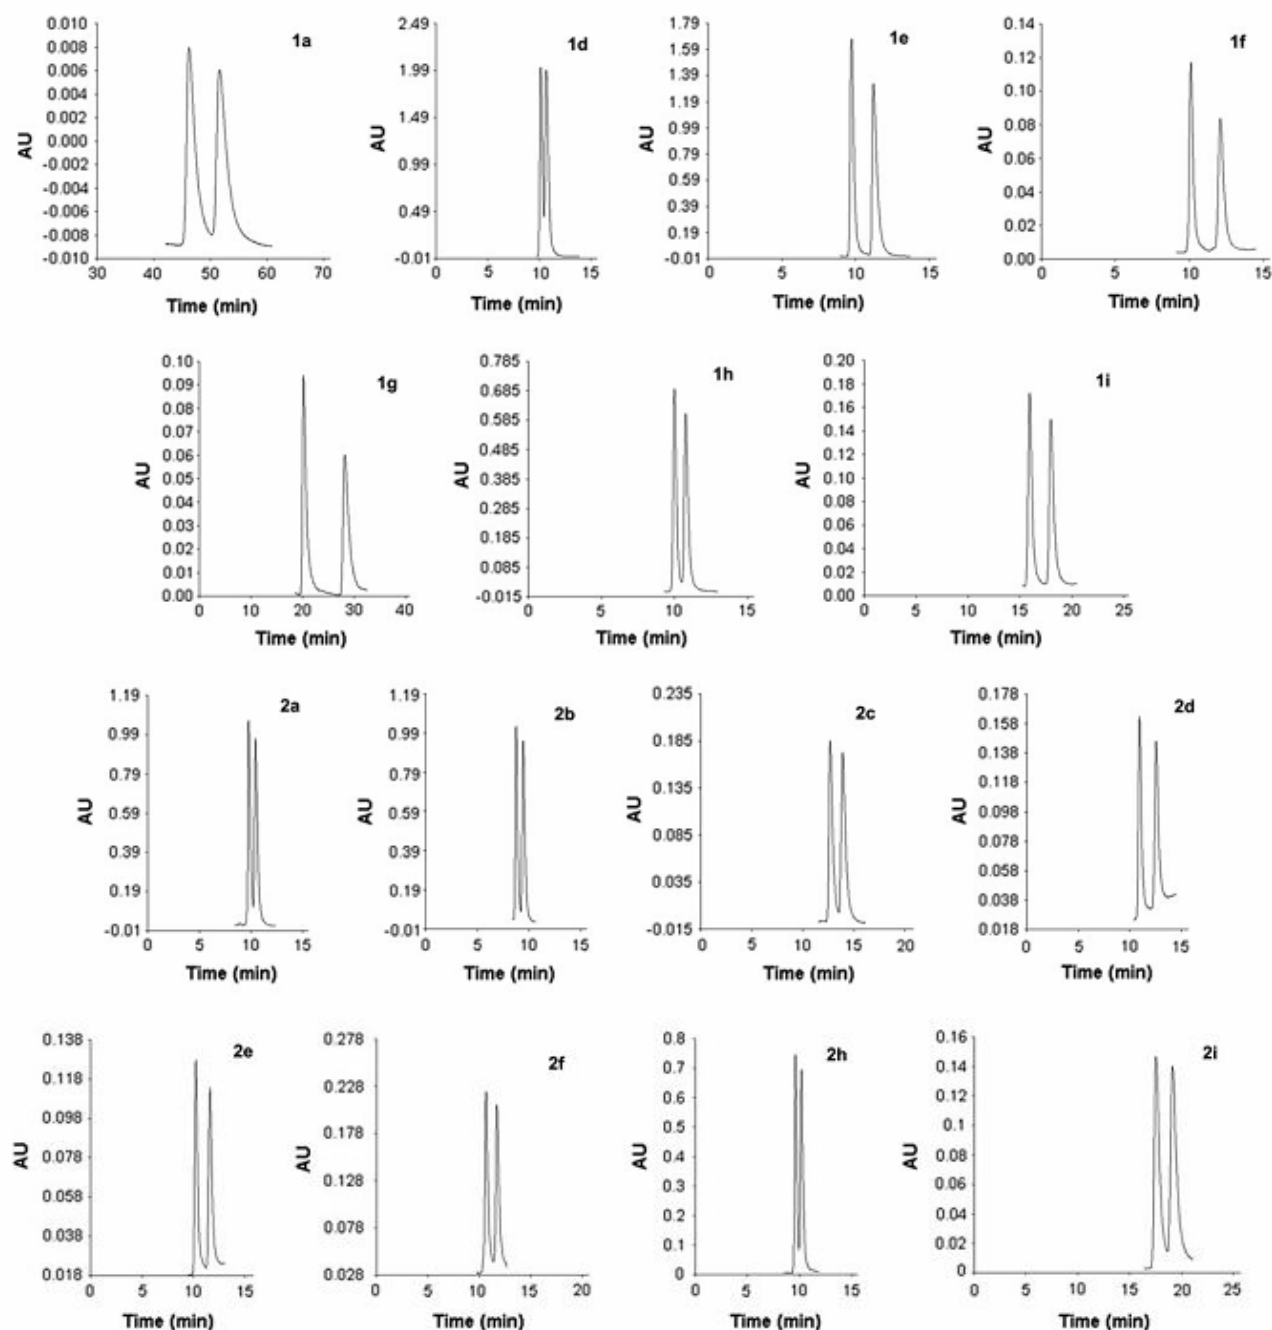 1a
0.010
0.008
0.006
0.004
0.002
0.000
-0.002
-0.004
-0.006
-0.008
-0.010
AU
30 40 50 60 70
Time (min)
1d
2.49
1.99
1.49
0.99
0.49
-0.01
AU
0 5 10 15
Time (min)
1e
1.79
1.59
1.39
1.19
0.99
0.79
0.59
0.39
0.19
-0.01
AU
0 5 10 15
Time (min)
1f
0.14
0.12
0.10
0.08
0.06
0.04
0.02
0.00
AU
0 5 10 15
Time (min)
1g
0.10
0.09
0.08
0.07
0.06
0.05
0.04
0.03
0.02
0.01
0.00
AU
0 10 20 30 40
Time (min)
1h
0.785
0.685
0.585
0.485
0.385
0.285
0.185
0.085
-0.015
AU
0 5 10 15
Time (min)
1i
0.20
0.18
0.16
0.14
0.12
0.10
0.08
0.06
0.04
0.02
0.00
AU
0 5 10 15 20 25
Time (min)
2a
1.19
0.99
0.79
0.59
0.39
0.19
-0.01
AU
0 5 10 15
Time (min)
2b
1.19
0.99
0.79
0.59
0.39
0.19
-0.01
AU
0 5 10 15
Time (min)
2c
0.235
0.185
0.135
0.085
0.035
-0.015
AU
0 5 10 15 20
Time (min)
2d
0.178
0.158
0.138
0.118
0.098
0.078
0.058
0.038
0.018
AU
0 5 10 15
Time (min)
2e
0.138
0.118
0.098
0.078
0.058
0.038
0.018
AU
0 5 10 15
Time (min)
2f
0.278
0.228
0.178
0.128
0.078
0.028
AU
0 5 10 15 20
Time (min)
2h
0.8
0.7
0.6
0.5
0.4
0.3
0.2
0.1
0
AU
0 5 10 15
Time (min)
2i
0.16
0.14
0.12
0.1
0.08
0.06
0.04
0.02
0
AU
0 5 10 15 20 25
Time (min)